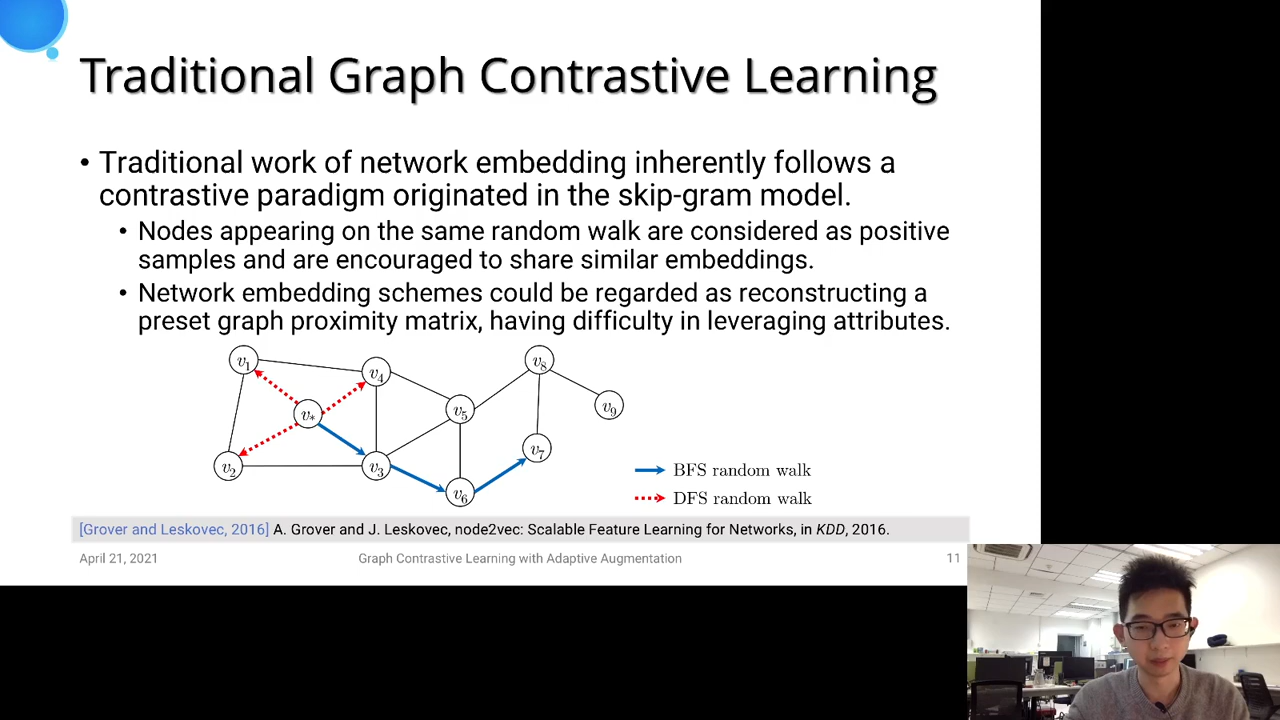 Traditional Graph Contrastive Learning
• Traditional work of network embedding inherently follows a
contrastive paradigm originated in the skip-gram model.
• Nodes appearing on the same random walk are considered as positive
samples and are encouraged to share similar embeddings.
• Network embedding schemes could be regarded as reconstructing a
preset graph proximity matrix, having difficulty in leveraging attributes.
v1
v4
v8
v*
v5
v9
v2
v3
v7
v6
BFS random walk
DFS random walk
[Grover and Leskovec, 2016] A. Grover and J. Leskovec, node2vec: Scalable Feature Learning for Networks, in KDD, 2016.
April 21, 2021 Graph Contrastive Learning with Adaptive Augmentation 11